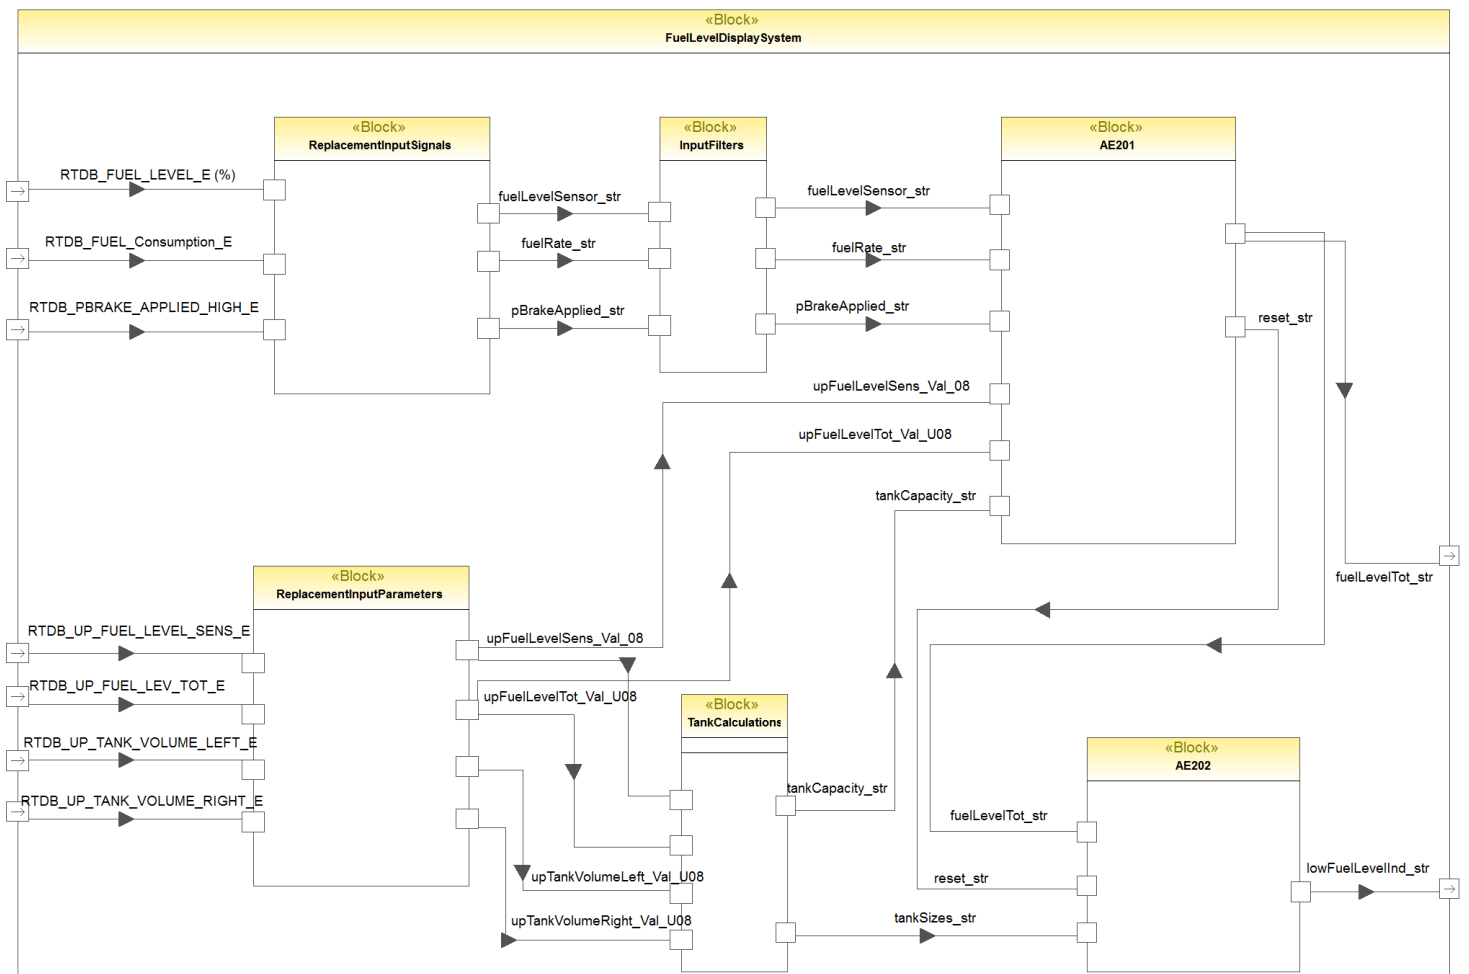 «Block»
FuelLevelDisplaySystem
«Block»
ReplacementInputSignals
«Block»
InputFilters
«Block»
AE201
RTDB_FUEL_LEVEL_E (%)
fuelLevelSensor_str
fuelLevelSensor_str
RTDB_FUEL_Consumption_E
fuelRate_str
fuelRate_str
RTDB_PBRAKE_APPLIED_HIGH_E
pBrakeApplied_str
pBrakeApplied_str
reset_str
upFuelLevelSens_Val_08
upFuelLevelTot_Val_U08
tankCapacity_str
fuelLevelTot_str
«Block»
ReplacementInputParameters
RTDB_UP_FUEL_LEVEL_SENS_E
upFuelLevelSens_Val_08
RTDB_UP_FUEL_LEV_TOT_E
upFuelLevelTot_Val_U08
«Block»
TankCalculations
RTDB_UP_TANK_VOLUME_LEFT_E
«Block»
AE202
RTDB_UP_TANK_VOLUME_RIGHT_E
tankCapacity_str
fuelLevelTot_str
upTankVolumeLeft_Val_U08
reset_str
lowFuelLevelInd_str
upTankVolumeRight_Val_U08
tankSizes_str